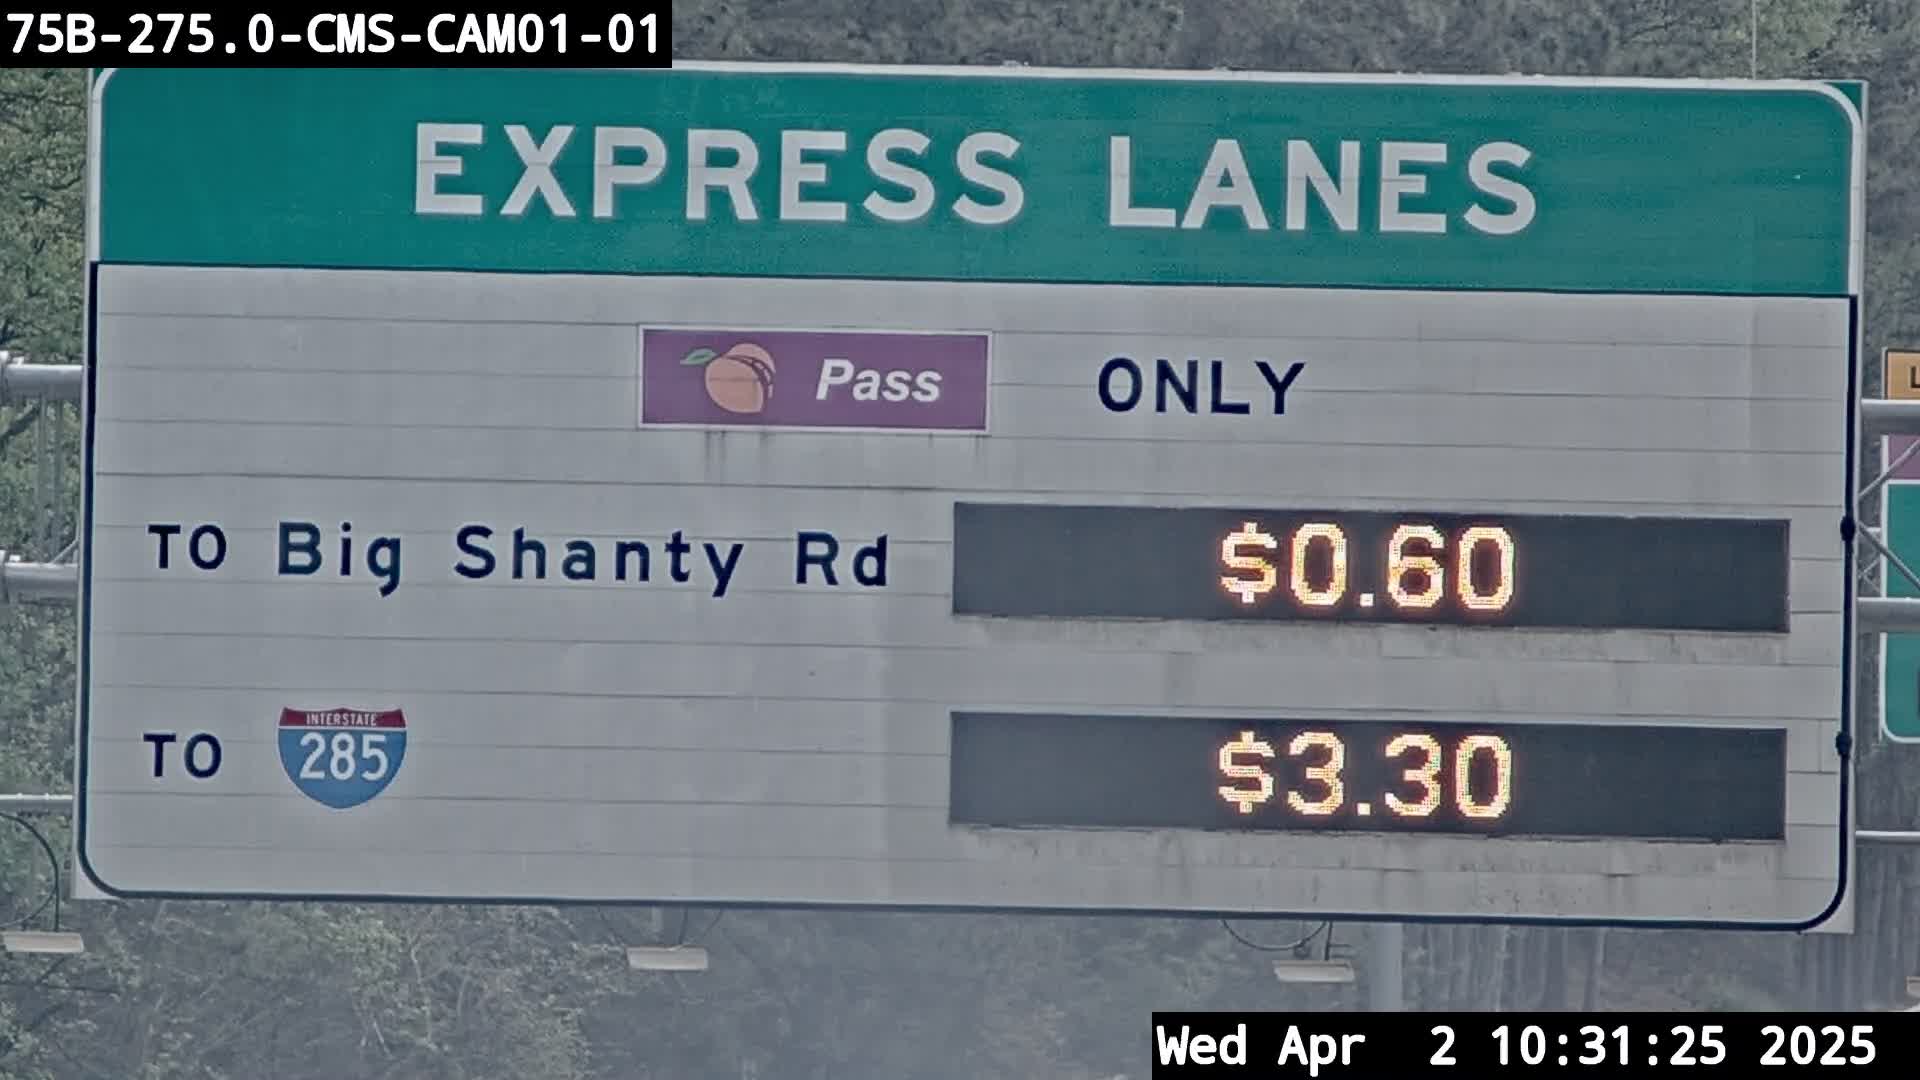 75B-275.0-CMS-CAM01-01
EXPRESS LANES
Pass ONLY
TO Big Shanty Rd $0.60
TO INTERSTATE 285 $3.30
Wed Apr 2 10:31:25 2025